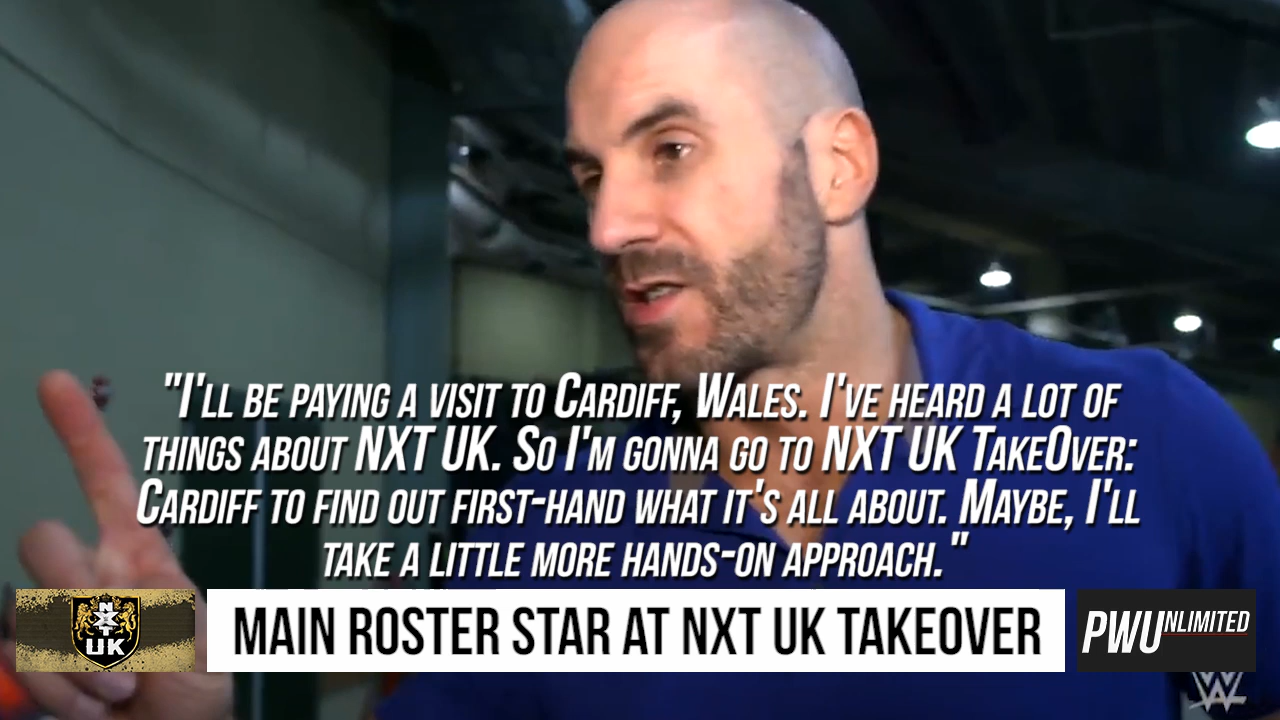 "I'll be paying a visit to Cardiff, Wales. I've heard a lot of
things about NXT UK. So I'm gonna go to NXT UK TakeOver:
Cardiff to find out first-hand what it's all about. Maybe, I'll
take a little more hands-on approach."
NXT
UK
MAIN ROSTER STAR AT NXT UK TAKEOVER
PWUNLIMITED
W